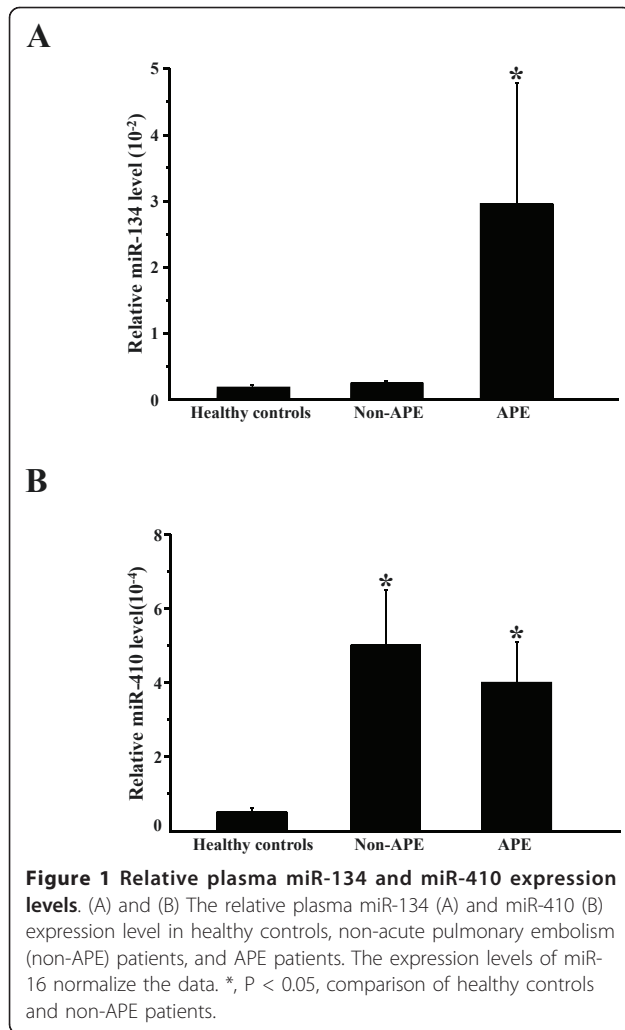 A
Relative miR-134 level (10⁻²)
5
4
3
2
1
0
*
Healthy controls Non-APE APE
B
Relative miR-410 level(10⁻⁴)
8
6
4
2
0
* *
Healthy controls Non-APE APE
Figure 1 Relative plasma miR-134 and miR-410 expression
levels. (A) and (B) The relative plasma miR-134 (A) and miR-410 (B)
expression level in healthy controls, non-acute pulmonary embolism
(non-APE) patients, and APE patients. The expression levels of miR-
16 normalize the data. *, P < 0.05, comparison of healthy controls
and non-APE patients.